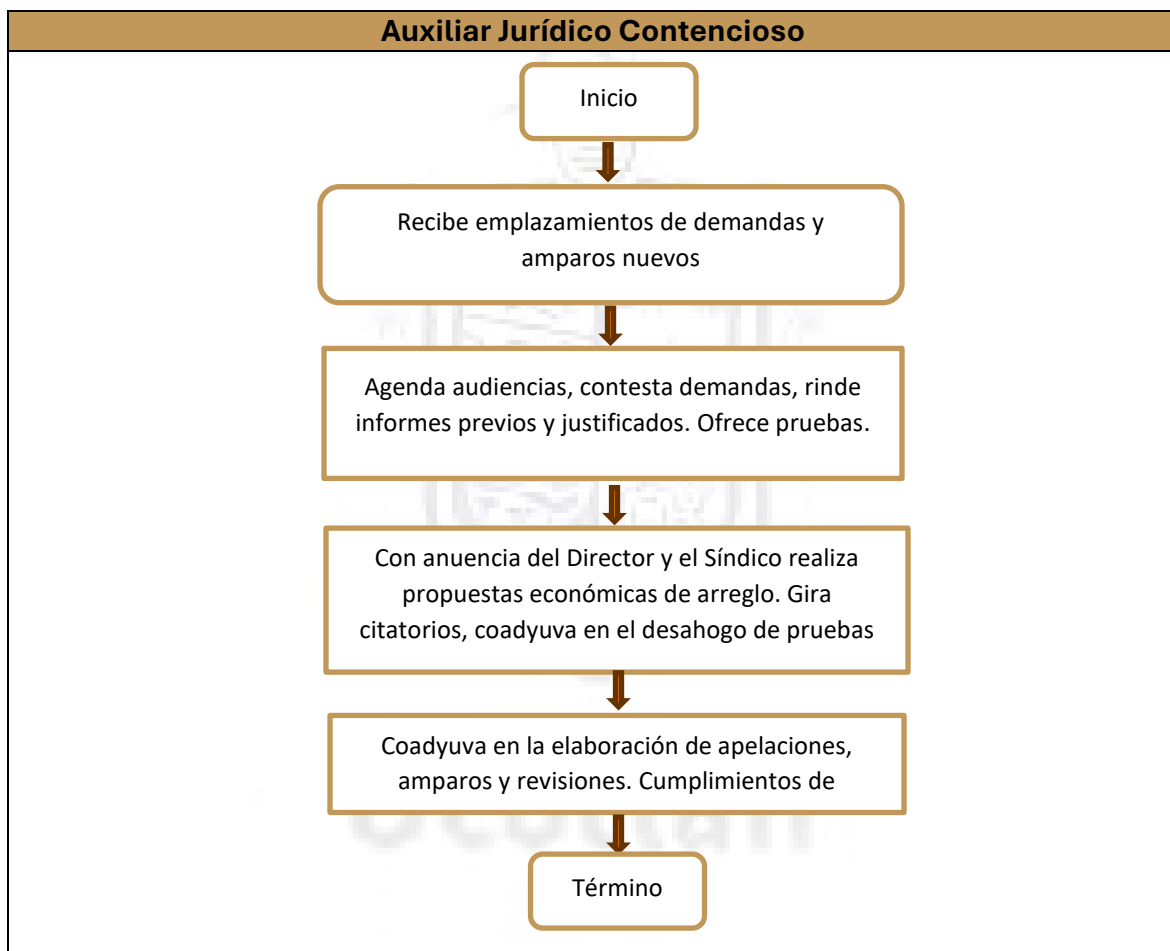 Auxiliar Jurídico Contencioso
Inicio
Recibe emplazamientos de demandas y
amparos nuevos
Agenda audiencias, contesta demandas, rinde
informes previos y justificados. Ofrece pruebas.
Con anuencia del Director y el Síndico realiza
propuestas económicas de arreglo. Gira
citatorios, coadyuva en el desahogo de pruebas
Coadyuva en la elaboración de apelaciones,
amparos y revisiones. Cumplimientos de
Término